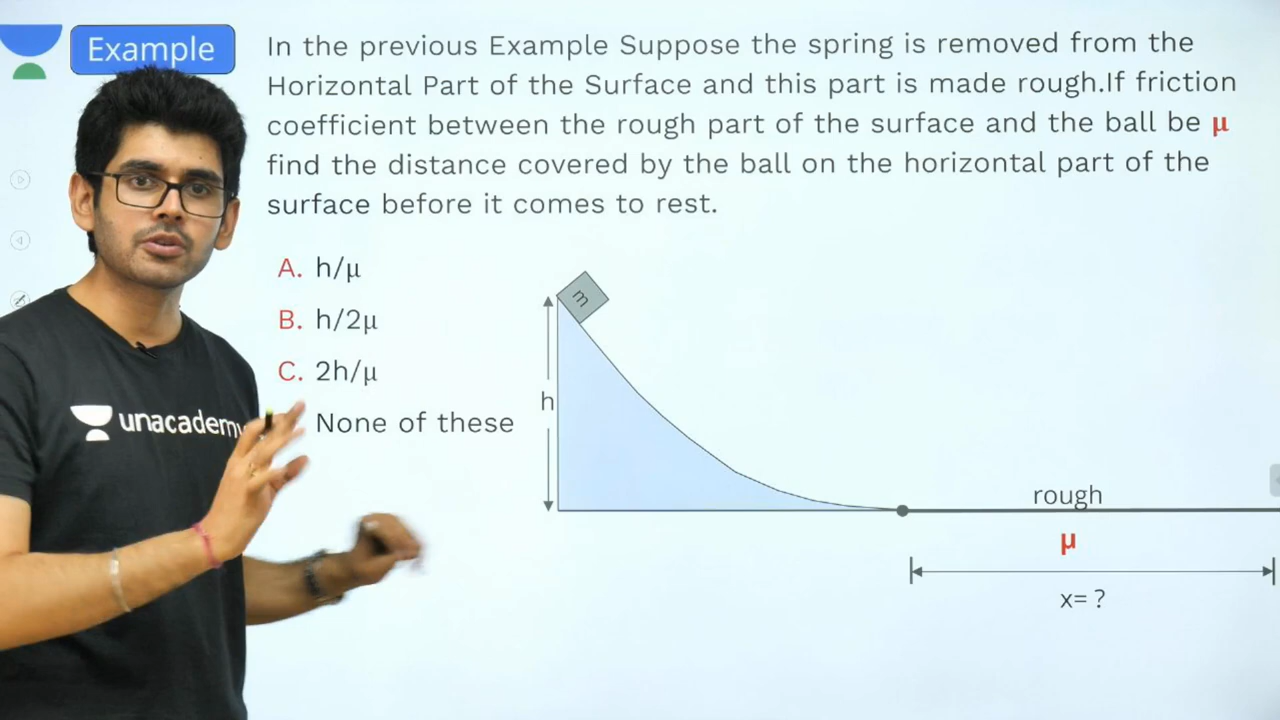 Example
In the previous Example Suppose the spring is removed from the
Horizontal Part of the Surface and this part is made rough.If friction
coefficient between the rough part of the surface and the ball be μ
find the distance covered by the ball on the horizontal part of the
surface before it comes to rest.
A. h/μ
B. h/2μ
C. 2h/μ
None of these
m
h
rough
μ
x= ?
unacademy